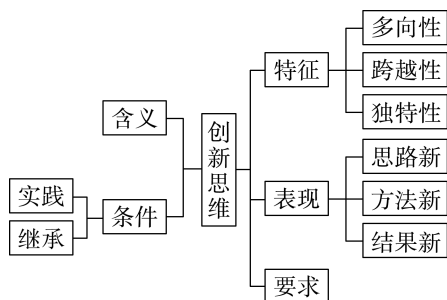 创新思维
含义
条件
实践
继承
特征
多向性
跨越性
独特性
表现
思路新
方法新
结果新
要求